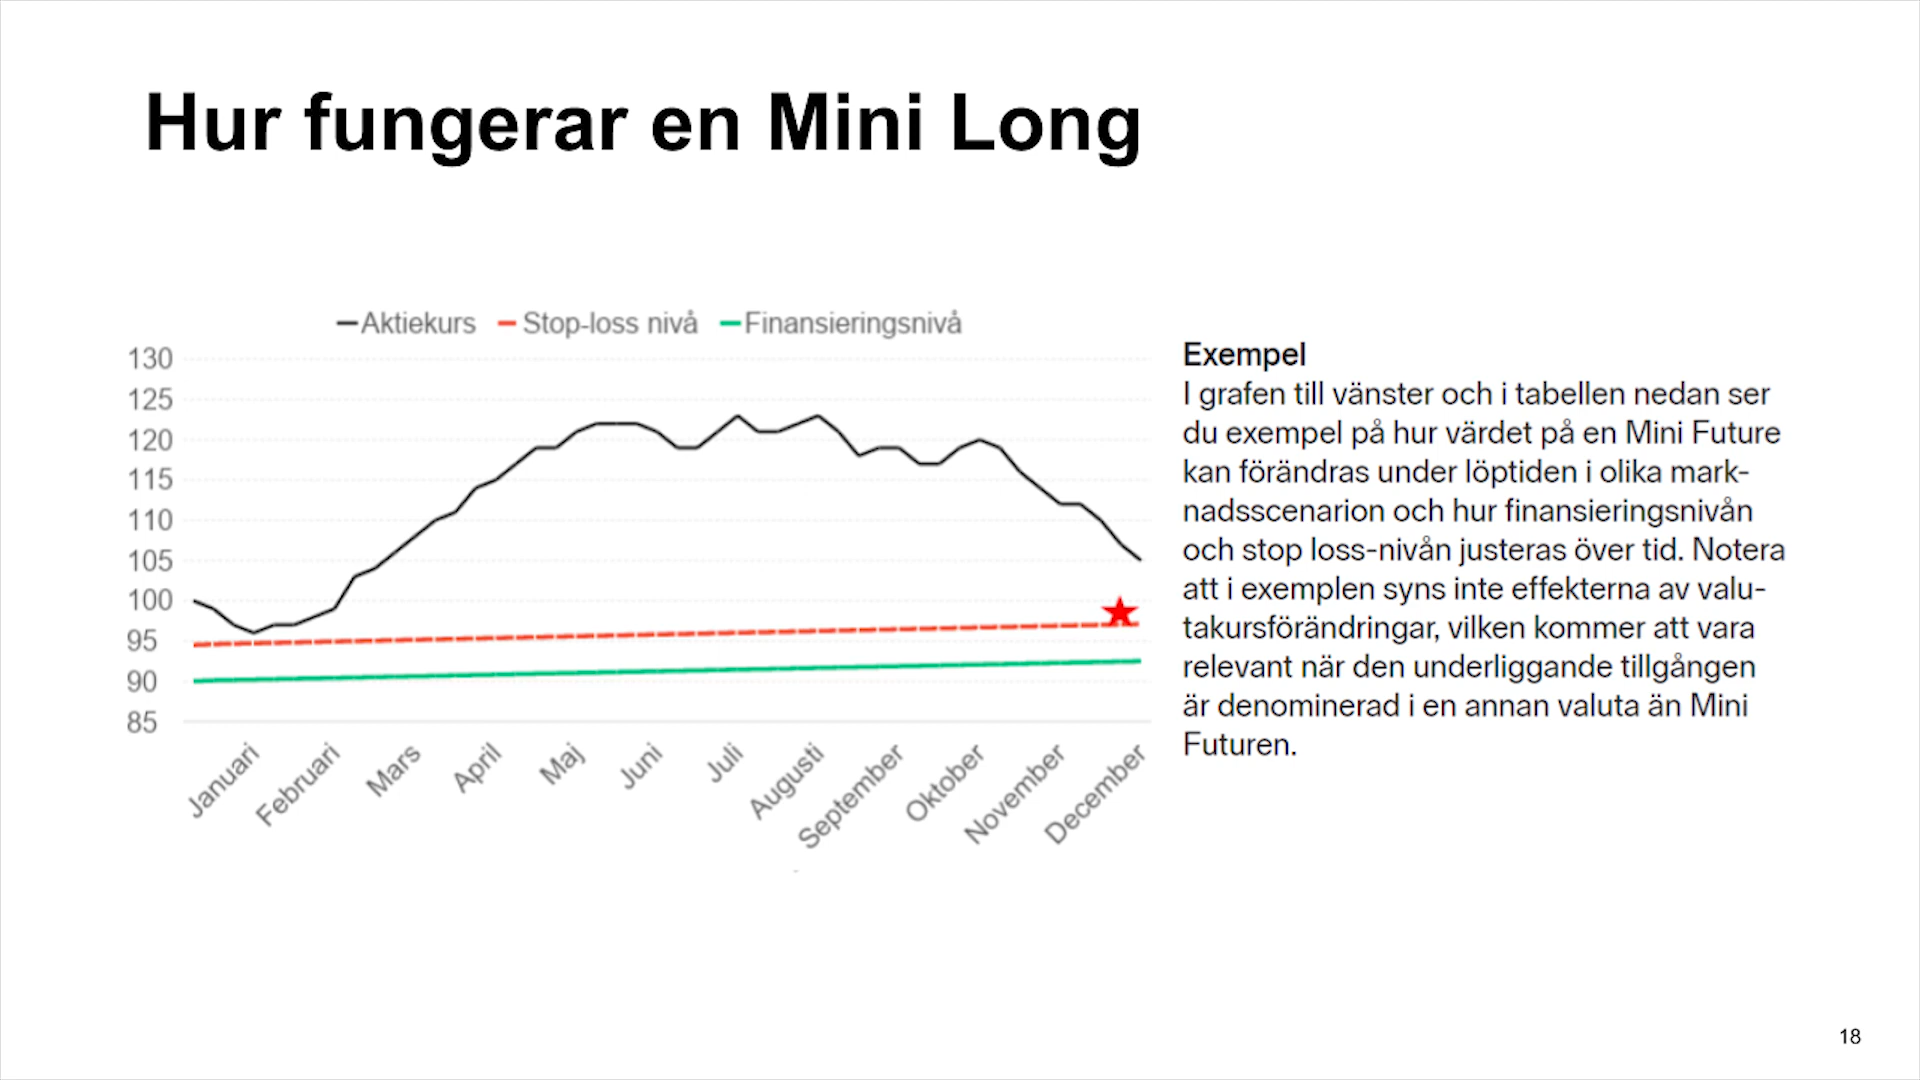 Hur fungerar en Mini Long
Aktiekurs Stop-loss nivå Finansieringsnivå
130
125
120
115
110
105
100
95
90
85
Januari Februari Mars April Maj Juni Juli Augusti September Oktober November December
Exempel
I grafen till vänster och i tabellen nedan ser
du exempel på hur värdet på en Mini Future
kan förändras under löptiden i olika mark-
nadsscenarion och hur finansieringsnivån
och stop loss-nivån justeras över tid. Notera
att i exemplen syns inte effekterna av valu-
takursförändringar, vilken kommer att vara
relevant när den underliggande tillgången
är denominerad i en annan valuta än Mini
Futuren.
18